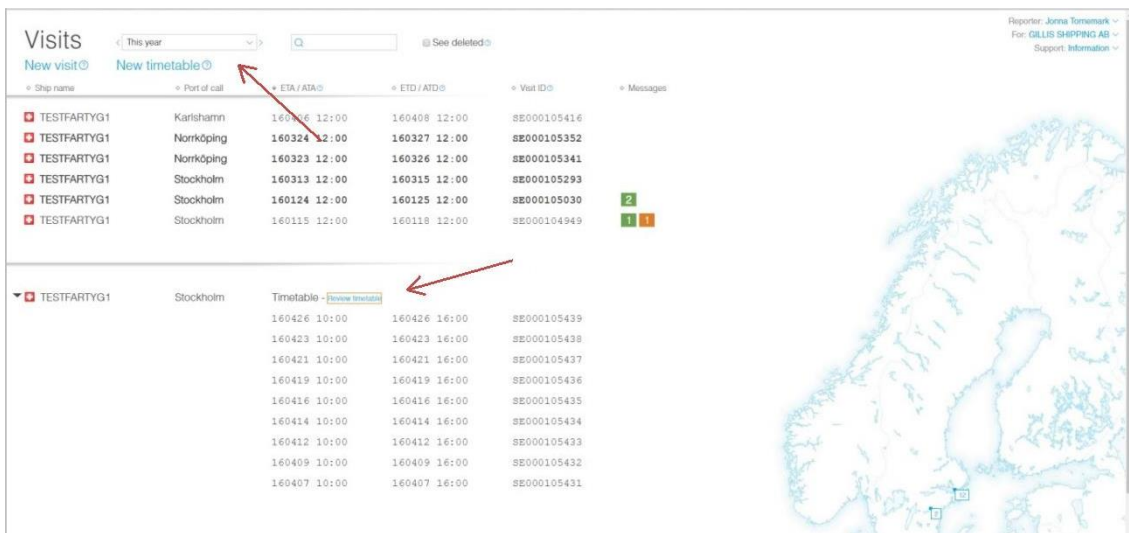 Reporter: Jonna Tornemark
For: GILLIS SHIPPING AB
Support: Information
Visits This year See deleted
New visit New timetable
Ship name Port of call ETA / ATA ETD / ATD Visit ID Messages
TESTFARTYG1 Karlshamn 160406 12:00 160408 12:00 SE000105416
TESTFARTYG1 Norrköping 160324 12:00 160327 12:00 SE000105352
TESTFARTYG1 Norrköping 160323 12:00 160326 12:00 SE000105341
TESTFARTYG1 Stockholm 160313 12:00 160315 12:00 SE000105293
TESTFARTYG1 Stockholm 160124 12:00 160125 12:00 SE000105030 2
TESTFARTYG1 Stockholm 160115 12:00 160118 12:00 SE000104949 1 1
TESTFARTYG1 Stockholm Timetable - Review timetable
160426 10:00 160426 16:00 SE000105439
160423 10:00 160423 16:00 SE000105438
160421 10:00 160421 16:00 SE000105437
160419 10:00 160419 16:00 SE000105436
160416 10:00 160416 16:00 SE000105435
160414 10:00 160414 16:00 SE000105434
160412 10:00 160412 16:00 SE000105433
160409 10:00 160409 16:00 SE000105432
160407 10:00 160407 16:00 SE000105431